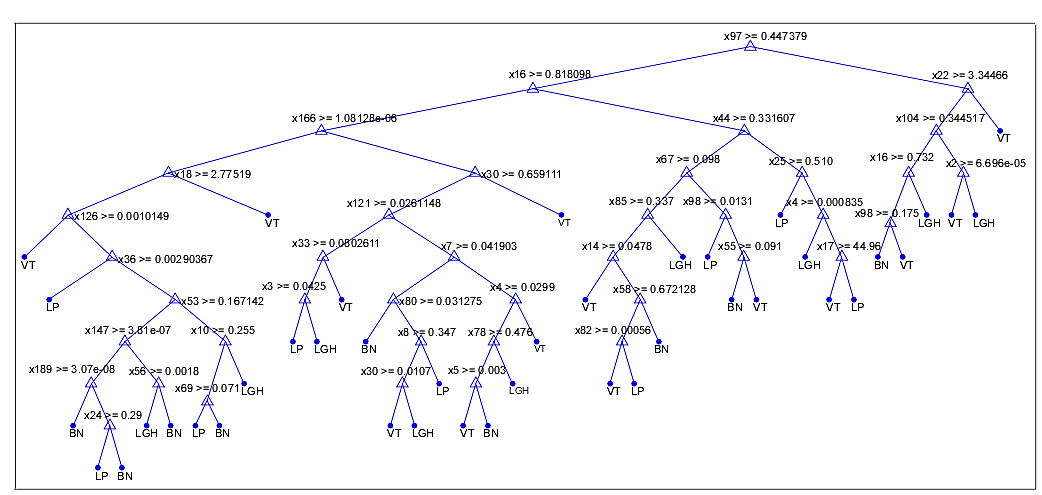 x97 >= 0.447379
x16 >= 0.818098
x22 >= 3.34466
x166 >= 1.08128e-05
x44 >= 0.331607
x104 >= 0.344517
VT
x18 >= 2.77519
x30 >= 0.659111
x67 >= 0.098
x25 >= 0.510
x16 >= 0.732
x2 >= 6.696e-05
x126 >= 0.0010149
VT
x121 >= 0.0261148
VT
x85 >= 0.337
x98 >= 0.0131
LP
x4 >= 0.000835
x98 >= 0.175
LGH
VT
LGH
VT
x36 >= 0.00290367
x33 >= 0.0802611
x7 >= 0.041903
x14 >= 0.0478
LGH
LP
x55 >= 0.091
LGH
x17 >= 44.96
BN
VT
LP
x53 >= 0.167142
x3 >= 0.0425
VT
x80 >= 0.031275
x4 >= 0.0299
VT
x58 >= 0.672128
BN
VT
VT
LP
x147 >= 3.81e-07
x10 >= 0.255
LP
LGH
BN
x8 >= 0.347
x78 >= 0.476
VT
x82 >= 0.00056
BN
x189 >= 3.07e-08
x56 >= 0.0018
x69 >= 0.071
LGH
x30 >= 0.0107
LP
x5 >= 0.003
LGH
VT
LP
BN
x24 >= 0.29
LGH
BN
LP
BN
VT
LGH
VT
BN
LP
BN